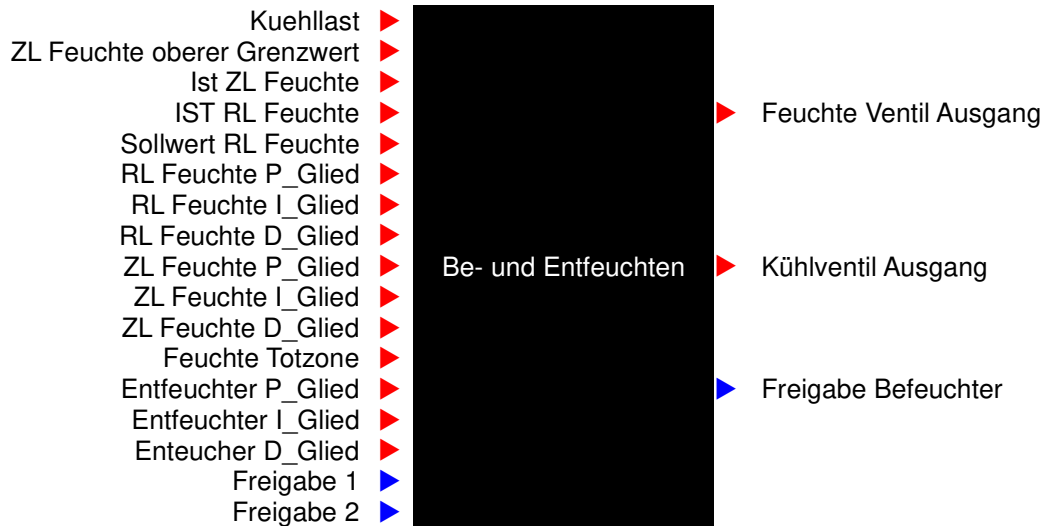 Kuehllast
ZL Feuchte oberer Grenzwert
Ist ZL Feuchte
IST RL Feuchte
Sollwert RL Feuchte
RL Feuchte P_Glied
RL Feuchte I_Glied
RL Feuchte D_Glied
ZL Feuchte P_Glied
ZL Feuchte I_Glied
ZL Feuchte D_Glied
Feuchte Totzone
Entfeuchter P_Glied
Entfeuchter I_Glied
Enteucher D_Glied
Freigabe 1
Freigabe 2
Be- und Entfeuchten
Feuchte Ventil Ausgang
Kühlventil Ausgang
Freigabe Befeuchter